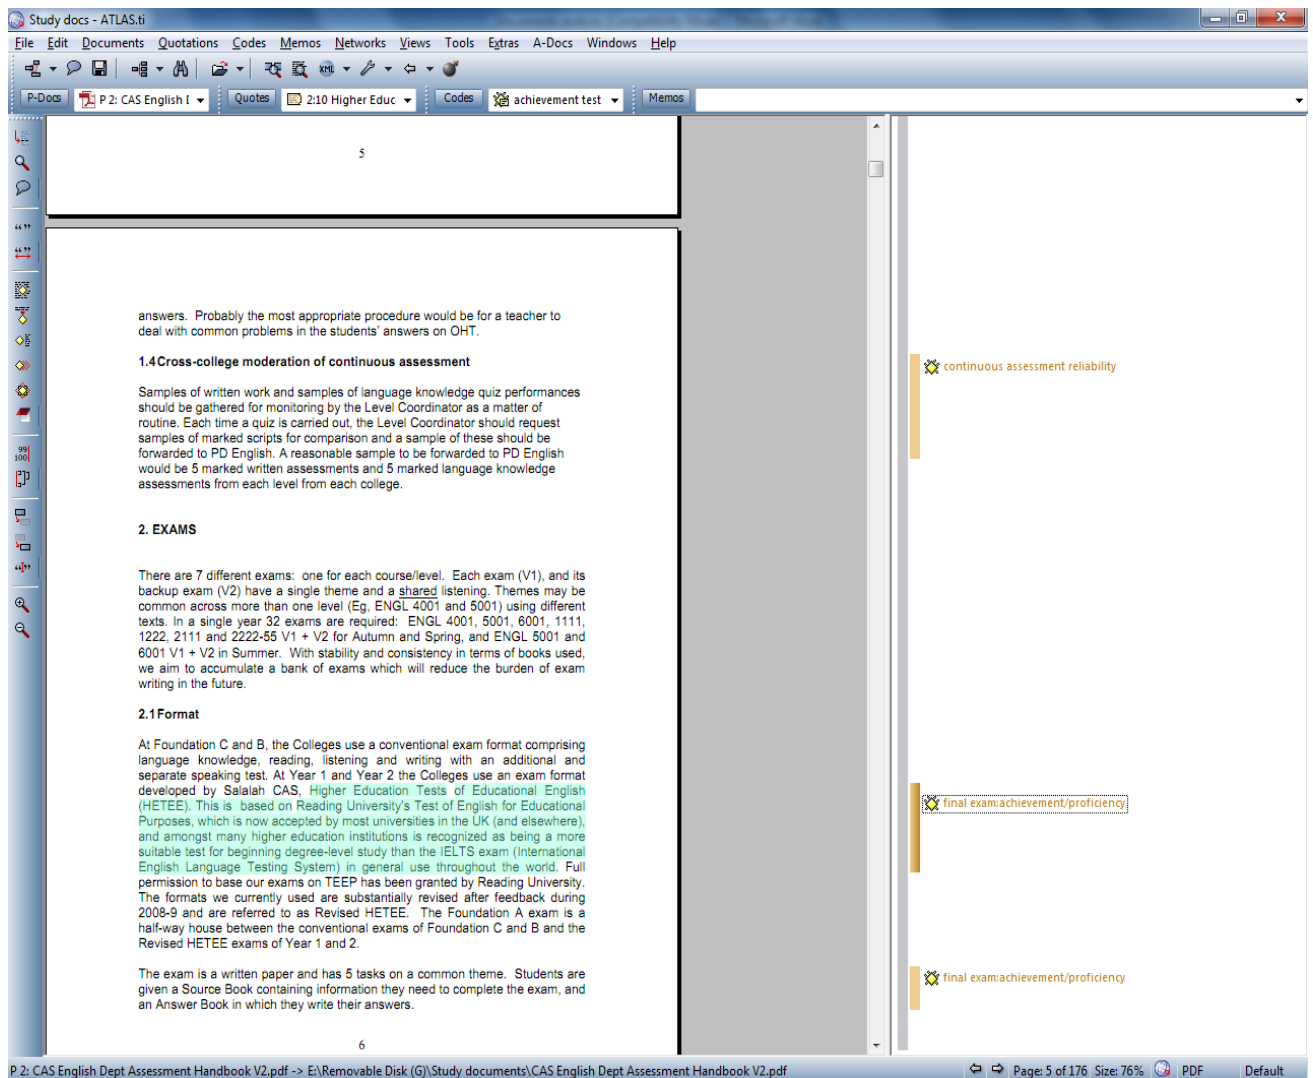 Study docs - ATLAS.ti
File Edit Documents Quotations Codes Memos Networks Views Tools Extras A-Docs Windows Help
XML
P-Docs P 2: CAS English D Quotes 2:10 Higher Educ Codes achievement test Memos
5
answers. Probably the most appropriate procedure would be for a teacher to
deal with common problems in the students' answers on OHT.
1.4Cross-college moderation of continuous assessment
continuous assessment reliability
Samples of written work and samples of language knowledge quiz performances
should be gathered for monitoring by the Level Coordinator as a matter of
routine. Each time a quiz is carried out, the Level Coordinator should request
samples of marked scripts for comparison and a sample of these should be
forwarded to PD English. A reasonable sample to be forwarded to PD English
would be 5 marked written assessments and 5 marked language knowledge
assessments from each level from each college.
2. EXAMS
There are 7 different exams: one for each course/level. Each exam (V1), and its
backup exam (V2) have a single theme and a shared listening. Themes may be
common across more than one level (Eg, ENGL 4001 and 5001) using different
texts. In a single year 32 exams are required: ENGL 4001, 5001, 6001, 1111,
1222, 2111 and 2222-55 V1 + V2 for Autumn and Spring, and ENGL 5001 and
6001 V1 + V2 in Summer. With stability and consistency in terms of books used,
we aim to accumulate a bank of exams which will reduce the burden of exam
writing in the future.
2.1Format
At Foundation C and B, the Colleges use a conventional exam format comprising
language knowledge, reading, listening and writing with an additional and
separate speaking test. At Year 1 and Year 2 the Colleges use an exam format
developed by Salalah CAS, Higher Education Tests of Educational English
(HETEE). This is based on Reading University's Test of English for Educational
final exam:achievement/proficiency
Purposes, which is now accepted by most universities in the UK (and elsewhere),
and amongst many higher education institutions is recognized as being a more
suitable test for beginning degree-level study than the IELTS exam (International
English Language Testing System) in general use throughout the world. Full
permission to base our exams on TEEP has been granted by Reading University.
The formats we currently used are substantially revised after feedback during
2008-9 and are referred to as Revised HETEE. The Foundation A exam is a
half-way house between the conventional exams of Foundation C and B and the
Revised HETEE exams of Year 1 and 2.
The exam is a written paper and has 5 tasks on a common theme. Students are
final exam:achievement/proficiency
given a Source Book containing information they need to complete the exam, and
an Answer Book in which they write their answers.
6
P 2: CAS English Dept Assessment Handbook V2.pdf -> E:\Removable Disk (G)\Study documents\CAS English Dept Assessment Handbook V2.pdf Page: 5 of 176 Size: 76% PDF Default